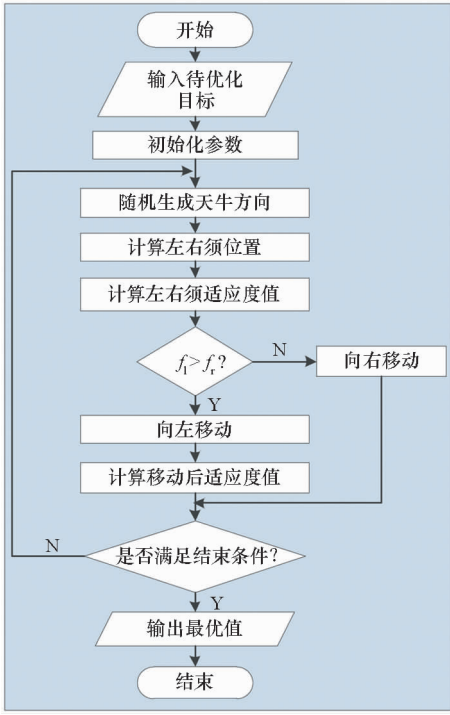 开始
输入待优化
目标
初始化参数
随机生成天牛方向
计算左右须位置
计算左右须适应度值
fl>fr?
N
向右移动
Y
向左移动
计算移动后适应度值
N
是否满足结束条件?
Y
输出最优值
结束